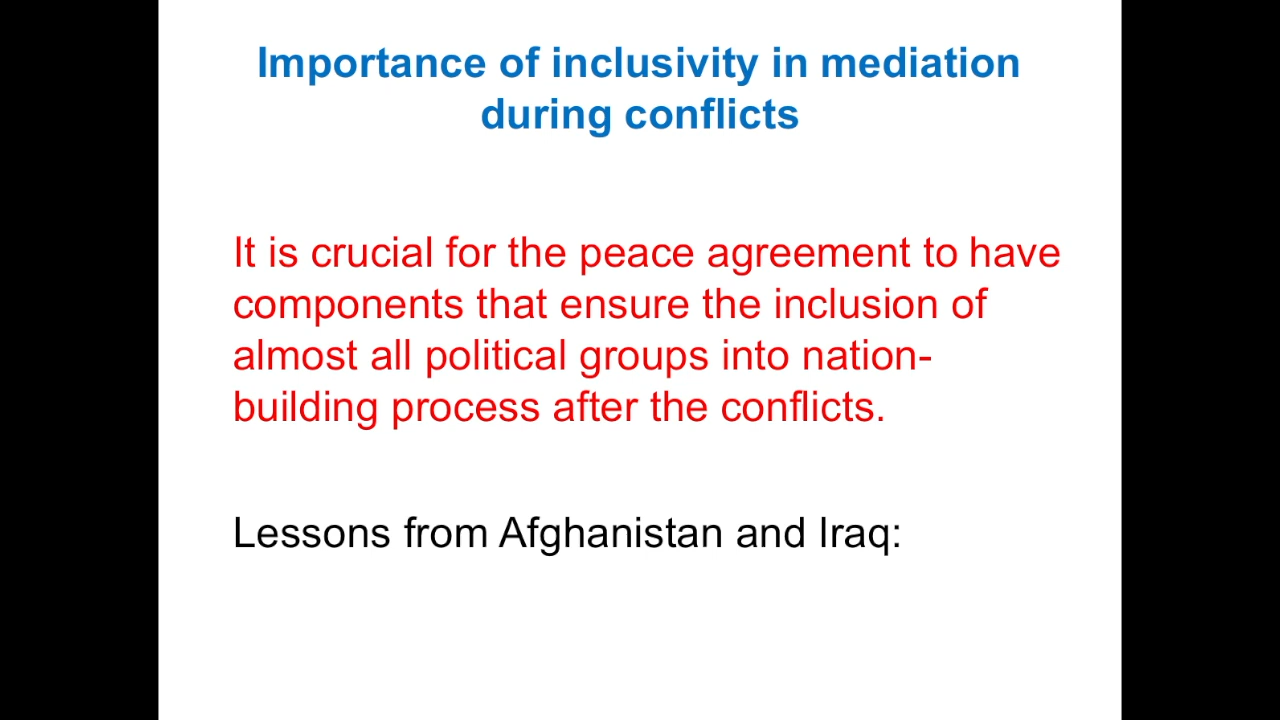 Importance of inclusivity in mediation
during conflicts
It is crucial for the peace agreement to have
components that ensure the inclusion of
almost all political groups into nation-
building process after the conflicts.
Lessons from Afghanistan and Iraq: